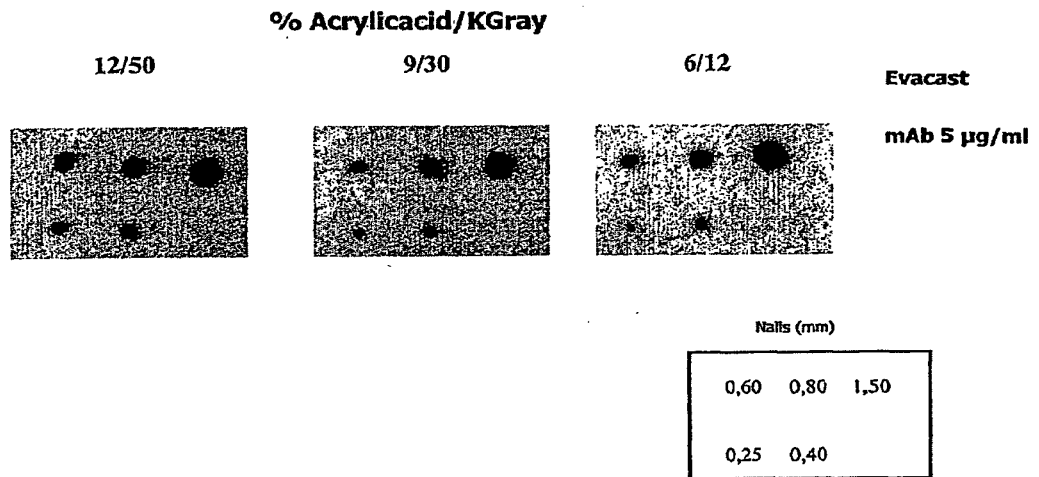 % Acrylicacid/KGray
12/50 9/30 6/12
Evacast
mAb 5 µg/ml
Nails (mm)
0,60 0,80 1,50
0,25 0,40